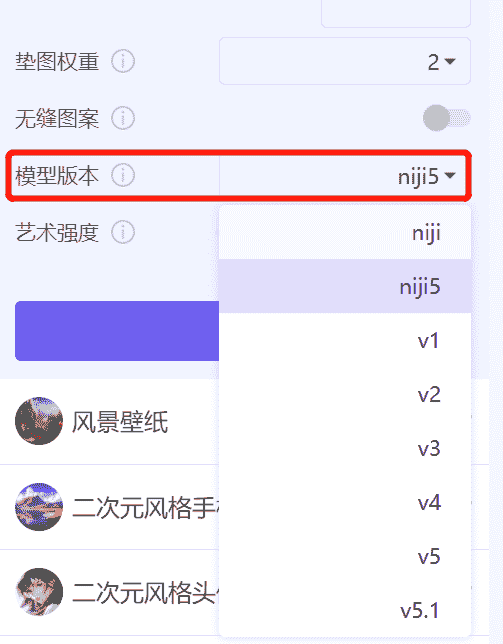 垫图权重 2
无缝图案
模型版本 niji5
艺术强度
niji
niji5
v1
v2
v3
v4
v5
v5.1
风景壁纸
二次元风格手
二次元风格头